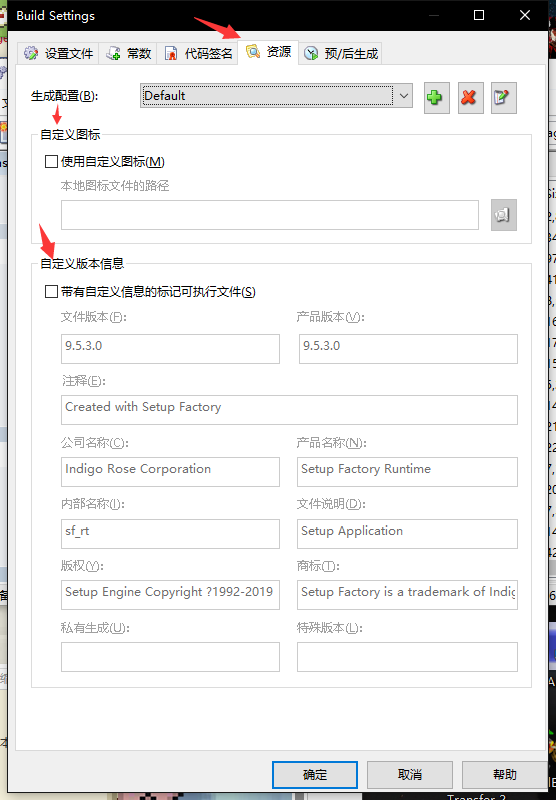 Build Settings
设置文件 常数 代码签名 资源 预/后生成
生成配置(B): Default
自定义图标
使用自定义图标(M)
本地图标文件的路径
自定义版本信息
带有自定义信息的标记可执行文件(S)
文件版本(F): 产品版本(V):
9.5.3.0 9.5.3.0
注释(E):
Created with Setup Factory
公司名称(C): 产品名称(N):
Indigo Rose Corporation Setup Factory Runtime
内部名称(I): 文件说明(D):
sf_rt Setup Application
版权(Y): 商标(T):
Setup Engine Copyright ?1992-2019 Setup Factory is a trademark of Indig
私有生成(U): 特殊版本(L):
确定 取消 帮助
Transfer 2